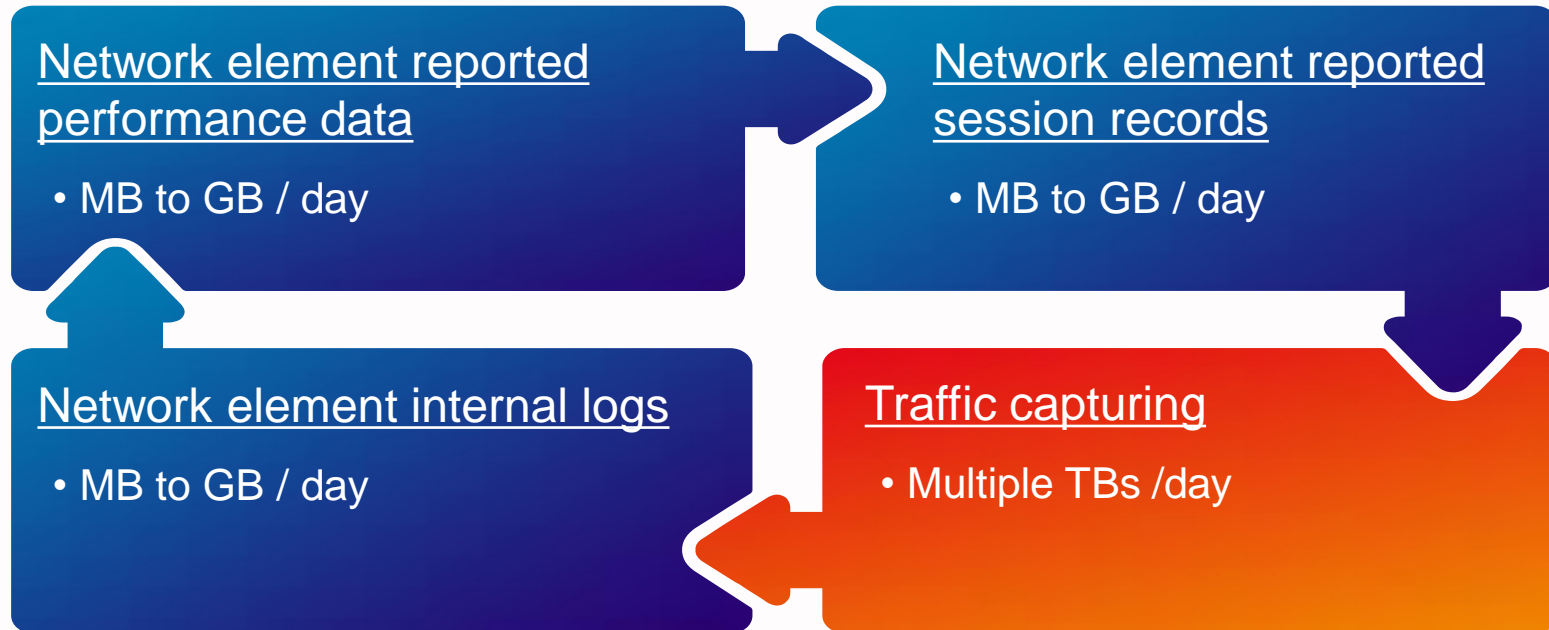 Network element reported
performance data
• MB to GB / day
Network element reported
session records
• MB to GB / day
Network element internal logs
• MB to GB / day
Traffic capturing
• Multiple TBs /day